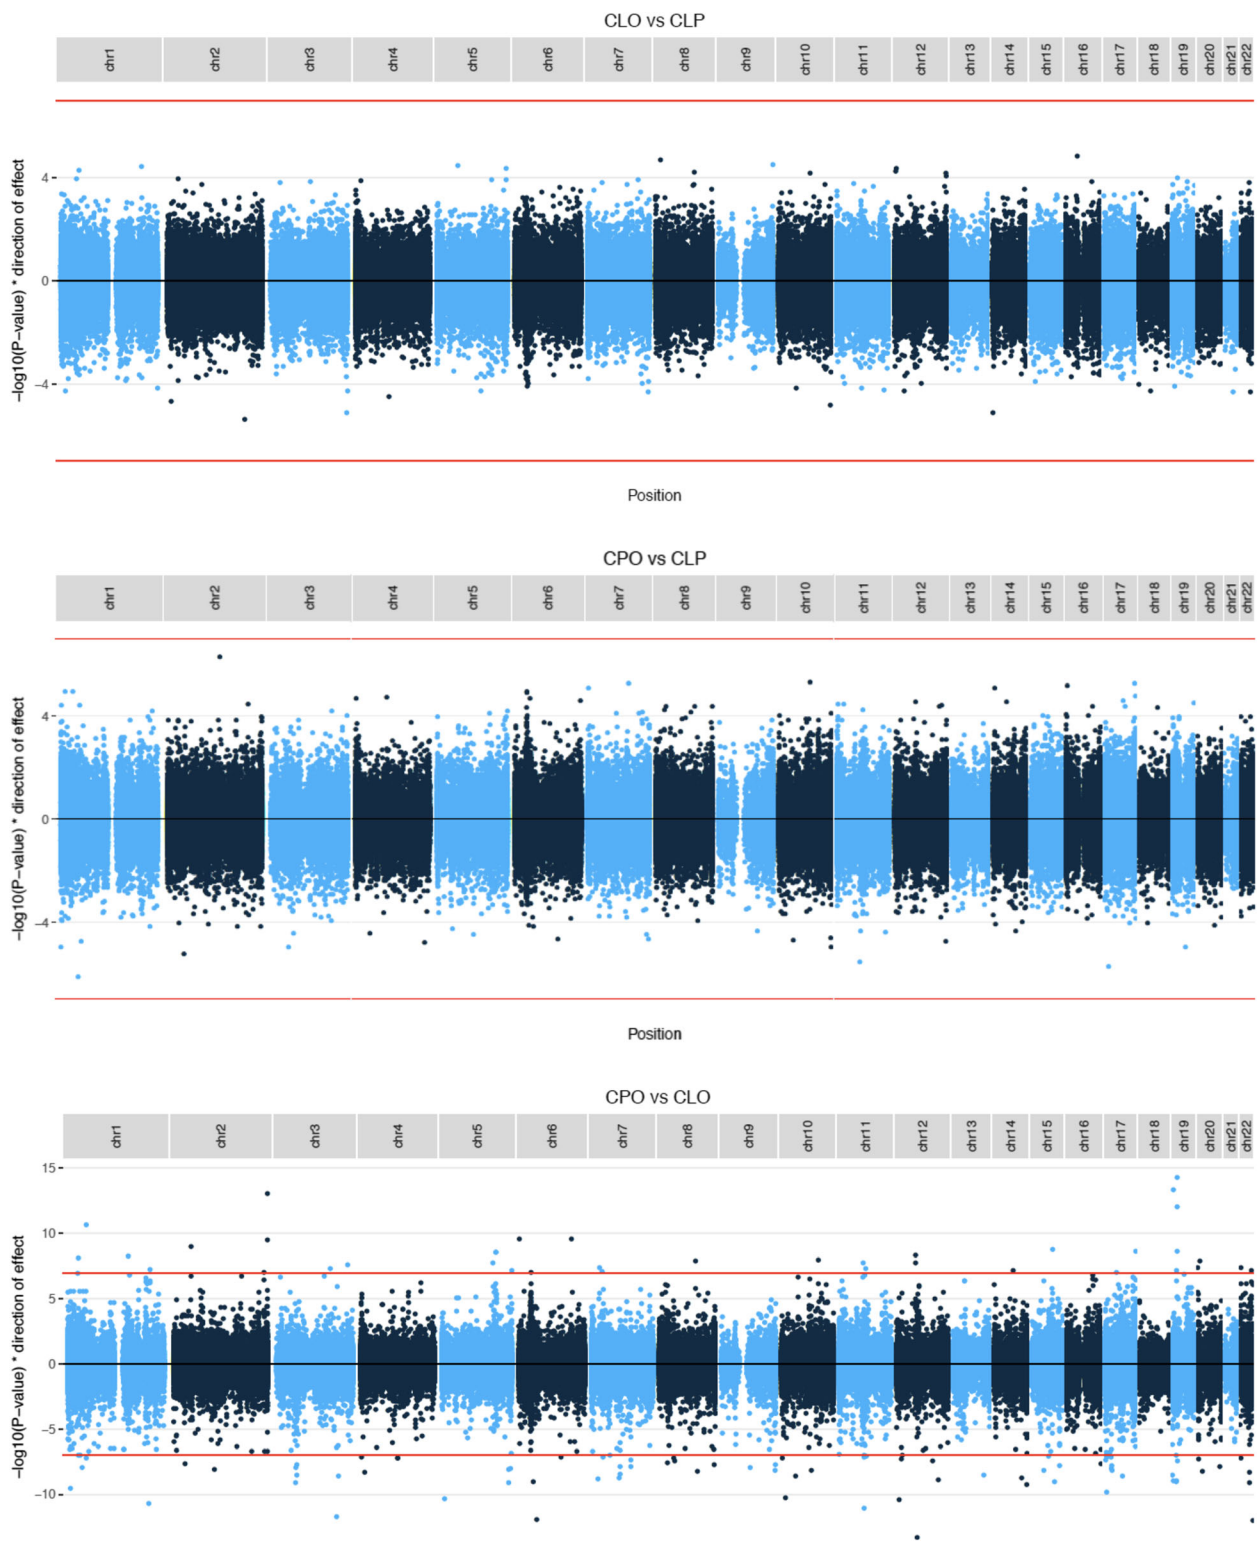 CLO vs CLP
chr1 chr2 chr3 chr4 chr5 chr6 chr7 chr8 chr9 chr10 chr11 chr12 chr13 chr14 chr15 chr16 chr17 chr18 chr19 chr20 chr21 chr22
−log10(P−value) * direction of effect
4
0
−4
Position
CPO vs CLP
chr1 chr2 chr3 chr4 chr5 chr6 chr7 chr8 chr9 chr10 chr11 chr12 chr13 chr14 chr15 chr16 chr17 chr18 chr19 chr20 chr21 chr22
−log10(P−value) * direction of effect
4
0
−4
Position
CPO vs CLO
chr1 chr2 chr3 chr4 chr5 chr6 chr7 chr8 chr9 chr10 chr11 chr12 chr13 chr14 chr15 chr16 chr17 chr18 chr19 chr20 chr21 chr22
−log10(P−value) * direction of effect
15
10
5
0
−5
−10